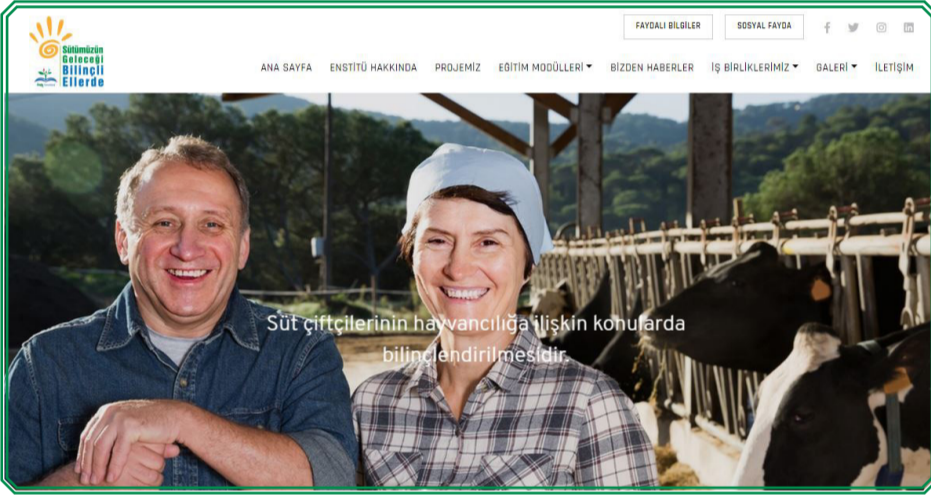 FAYDALI BİLGİLER
SOSYAL FAYDA
Sütümüzün
Geleceği
Bilinçli
Ellerde
ANA SAYFA ENSTİTÜ HAKKINDA PROJEMİZ EĞİTİM MODÜLLERİ BİZDEN HABERLER İŞ BİRLİKLERİMİZ GALERİ İLETİŞİM
Süt çiftçilerinin hayvancılığa ilişkin konularda
bilinçlendirilmesidir.